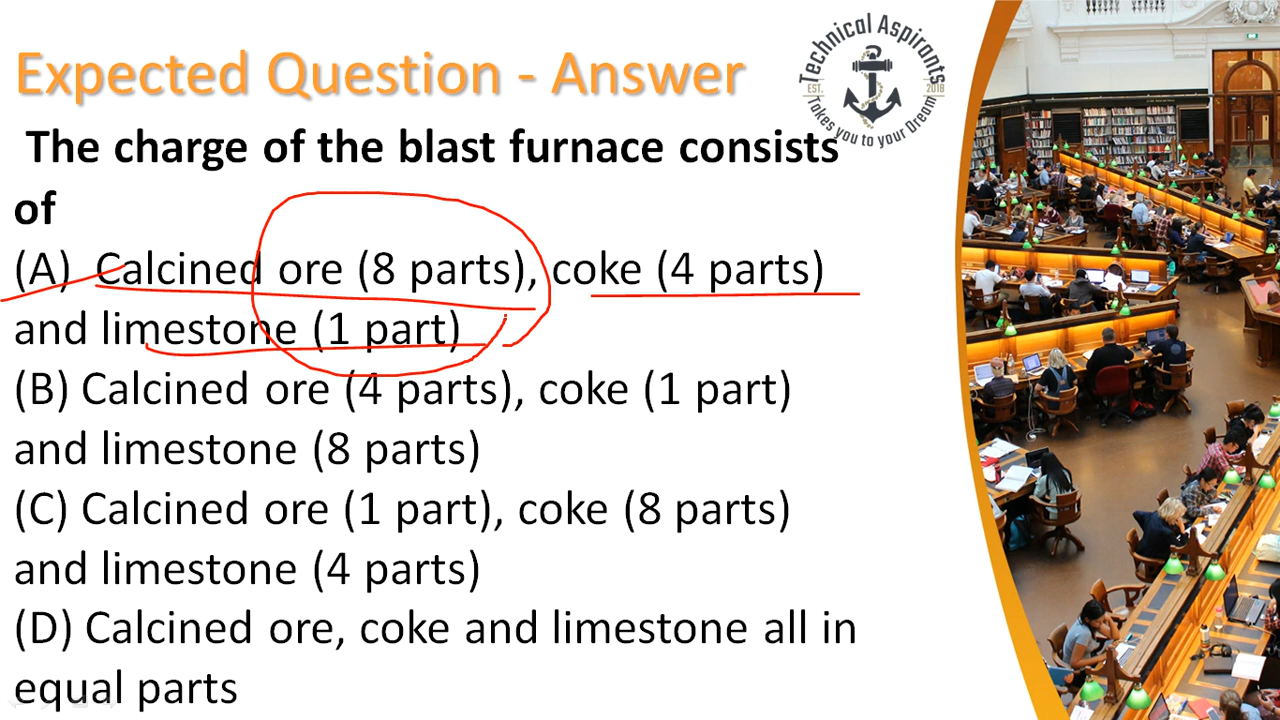 Expected Question - Answer
Technical Aspirants
EST. 2018
Takes you to your Dream
The charge of the blast furnace consists
of
(A) Calcined ore (8 parts), coke (4 parts)
and limestone (1 part)
(B) Calcined ore (4 parts), coke (1 part)
and limestone (8 parts)
(C) Calcined ore (1 part), coke (8 parts)
and limestone (4 parts)
(D) Calcined ore, coke and limestone all in
equal parts